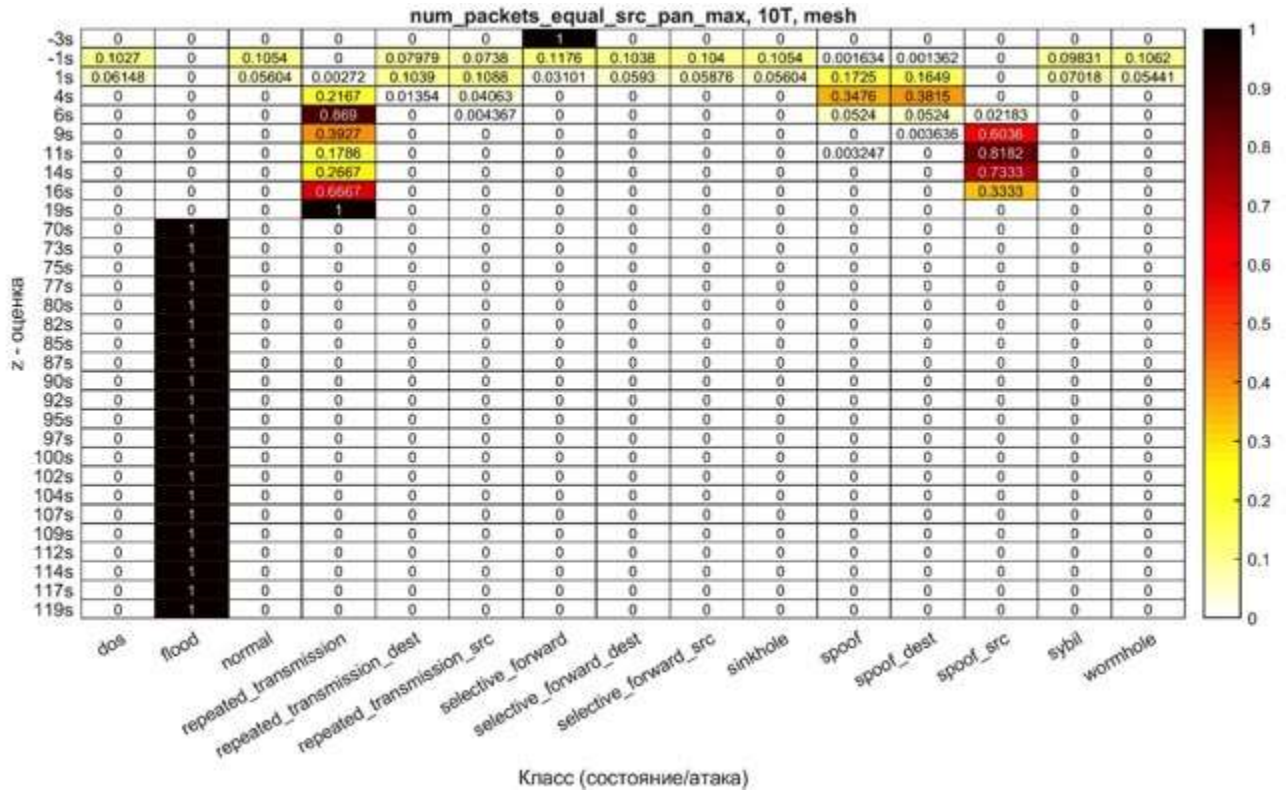 num_packets_equal_src_pan_max, 10T, mesh
-3s 0 0 0 0 0 0 1 0 0 0 0 0 0 0 0 1
-1s 0.1027 0 0.1054 0 0.07979 0.0738 0.1176 0.1038 0.104 0.1054 0.001634 0.001362 0 0.09831 0.1062 0.9
1s 0.06148 0 0.05604 0.00272 0.1039 0.1088 0.03101 0.0593 0.05876 0.05604 0.1725 0.1649 0 0.07018 0.05441
4s 0 0 0 0.2167 0.01354 0.04063 0 0 0 0 0.3476 0.3815 0 0 0
6s 0 0 0 0.869 0 0.004367 0 0 0 0 0.0524 0.0524 0.02183 0 0 0.8
9s 0 0 0 0.3927 0 0 0 0 0 0 0 0.003636 0.6036 0 0
11s 0 0 0 0.1786 0 0 0 0 0 0 0.003247 0 0.8182 0 0
14s 0 0 0 0.2667 0 0 0 0 0 0 0 0 0.7333 0 0 0.7
16s 0 0 0 0.6667 0 0 0 0 0 0 0 0 0.3333 0 0
19s 0 0 0 1 0 0 0 0 0 0 0 0 0 0 0
70s 0 1 0 0 0 0 0 0 0 0 0 0 0 0 0
73s 0 1 0 0 0 0 0 0 0 0 0 0 0 0 0 0.6
75s 0 1 0 0 0 0 0 0 0 0 0 0 0 0 0
77s 0 1 0 0 0 0 0 0 0 0 0 0 0 0 0
80s 0 1 0 0 0 0 0 0 0 0 0 0 0 0 0 0.5
82s 0 1 0 0 0 0 0 0 0 0 0 0 0 0 0
85s 0 1 0 0 0 0 0 0 0 0 0 0 0 0 0
87s 0 1 0 0 0 0 0 0 0 0 0 0 0 0 0
90s 0 1 0 0 0 0 0 0 0 0 0 0 0 0 0 0.4
92s 0 1 0 0 0 0 0 0 0 0 0 0 0 0 0
95s 0 1 0 0 0 0 0 0 0 0 0 0 0 0 0
97s 0 1 0 0 0 0 0 0 0 0 0 0 0 0 0 0.3
100s 0 1 0 0 0 0 0 0 0 0 0 0 0 0 0
102s 0 1 0 0 0 0 0 0 0 0 0 0 0 0 0
104s 0 1 0 0 0 0 0 0 0 0 0 0 0 0 0 0.2
107s 0 1 0 0 0 0 0 0 0 0 0 0 0 0 0
109s 0 1 0 0 0 0 0 0 0 0 0 0 0 0 0
112s 0 1 0 0 0 0 0 0 0 0 0 0 0 0 0 0.1
114s 0 1 0 0 0 0 0 0 0 0 0 0 0 0 0
117s 0 1 0 0 0 0 0 0 0 0 0 0 0 0 0
119s 0 1 0 0 0 0 0 0 0 0 0 0 0 0 0 0
z - оценка
dos
flood
normal
repeated_transmission
repeated_transmission_dest
repeated_transmission_src
selective_forward
selective_forward_dest
selective_forward_src
sinkhole
spoof
spoof_dest
spoof_src
sybil
wormhole
Класс (состояние/атака)